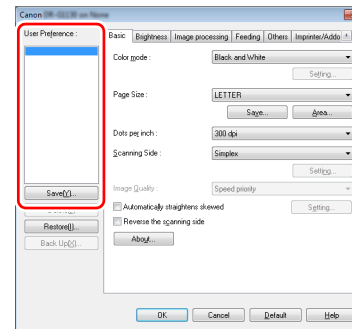 Canon
User Preference :
Save(Y)...
Restore(I)...
Back Up(X)...
Basic Brightness Image processing Feeding Others Imprinter/Addo
Color mode : Black and White
Setting...
Page Size : LETTER
Save... Area...
Dots per inch : 300 dpi
Scanning Side : Simplex
Setting...
Image Quality : Speed priority
Automatically straightens skewed Setting...
Reverse the scanning side
About...
OK Cancel Default Help